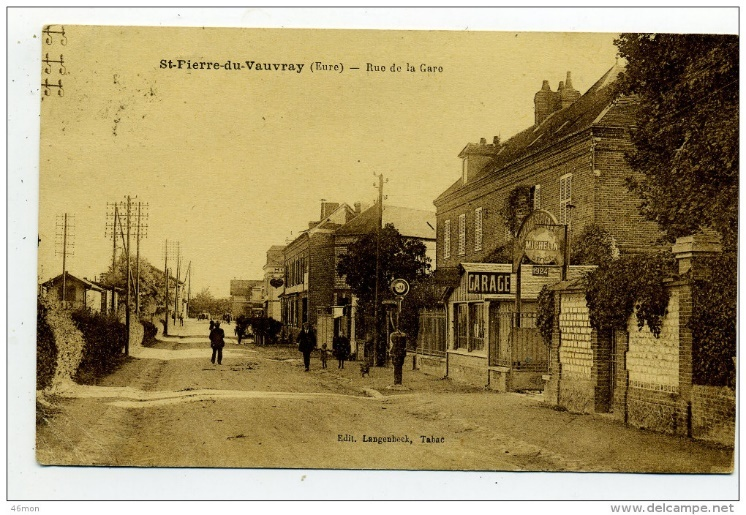 St-Pierre-du-Vauvray (Eure) — Rue de la Gare
MICHELIN
1924
GARAGE
Edit. Langenbeck, Tabac
46mon
http://www.delcampe.net